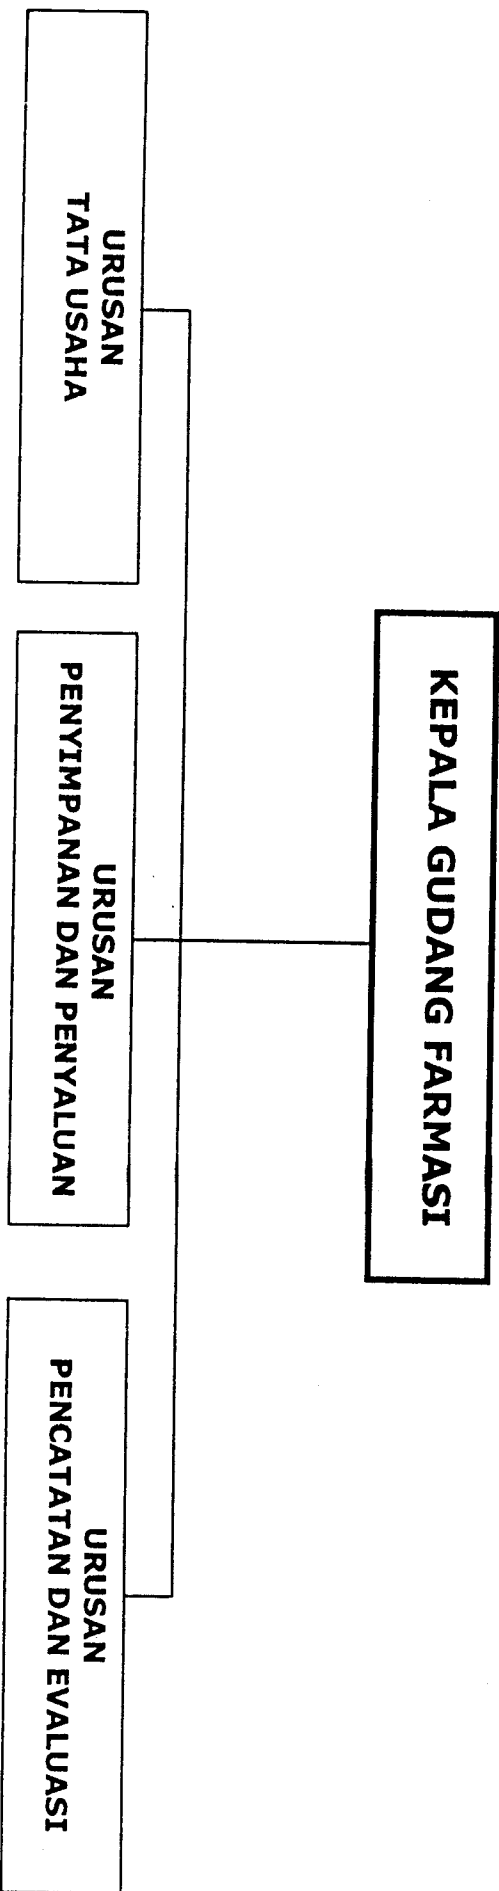 KEPALA GUDANG FARMASI
URUSAN
TATA USAHA
URUSAN
PENYIMPANAN DAN PENYALUAN
URUSAN
PENCATATAN DAN EVALUASI